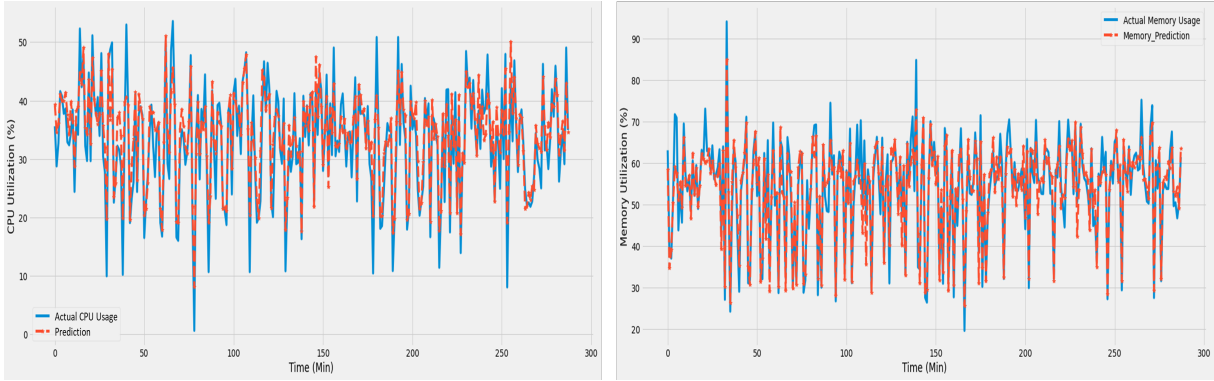 CPU Utilization (%)
50
40
30
20
10
0
Actual CPU Usage
Prediction
0 50 100 150 200 250 300
Time (Min)
Memory Utilization (%)
90
80
70
60
50
40
30
20
Actual Memory Usage
Memory_Prediction
0 50 100 150 200 250 300
Time (Min)